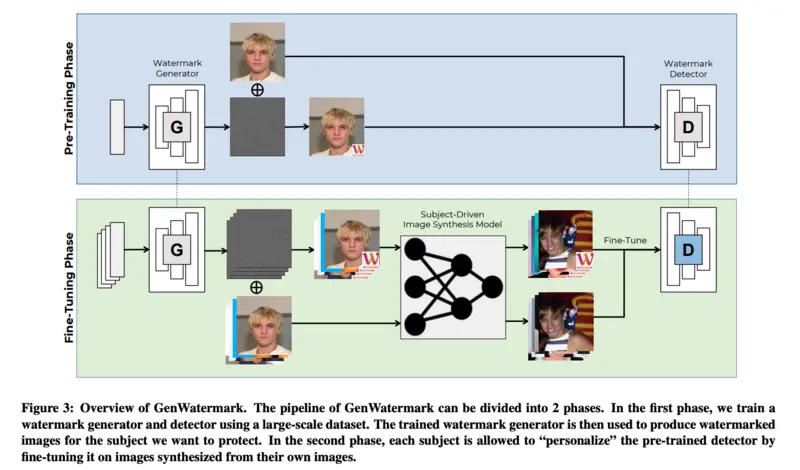 Pre-Training Phase
Watermark
Generator
Watermark
Detector
G
D
W
Fine-Tuning Phase
Subject-Driven
Image Synthesis Model
Fine-Tune
G
W
W
D
Figure 3: Overview of GenWatermark. The pipeline of GenWatermark can be divided into 2 phases. In the first phase, we train a
watermark generator and detector using a large-scale dataset. The trained watermark generator is then used to produce watermarked
images for the subject we want to protect. In the second phase, each subject is allowed to “personalize” the pre-trained detector by
fine-tuning it on images synthesized from their own images.